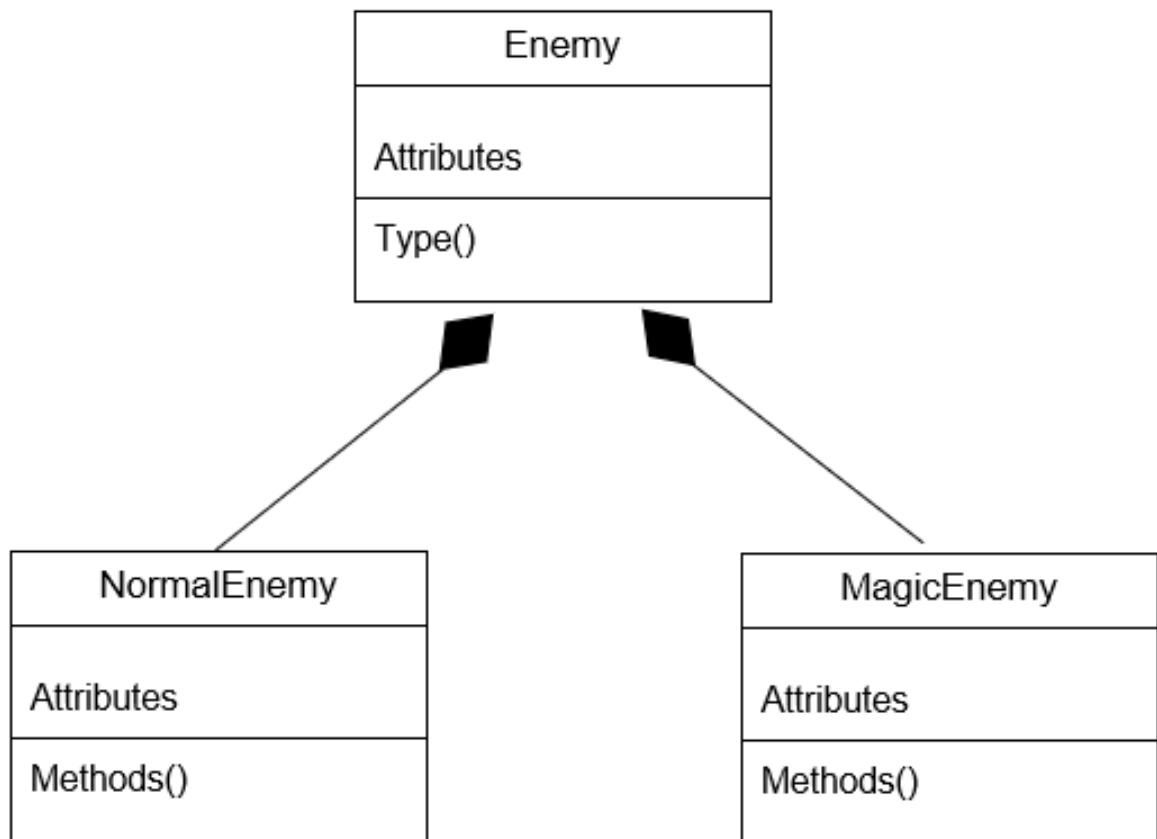 Enemy
Attributes
Type()
NormalEnemy
MagicEnemy
Attributes
Attributes
Methods()
Methods()